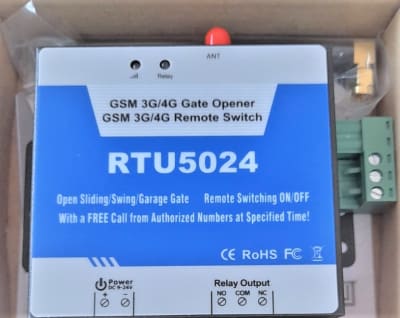 ANT
Relay
GSM 3G/4G Gate Opener
GSM 3G/4G Remote Switch
RTU5024
Open Sliding/Swing/Garage Gate Remote Switching ON/OFF
With a FREE Call from Authorized Numbers at Specified Time!
CE RoHS FC
Power Relay Output
DC 9-24V NO COM NC
+ -